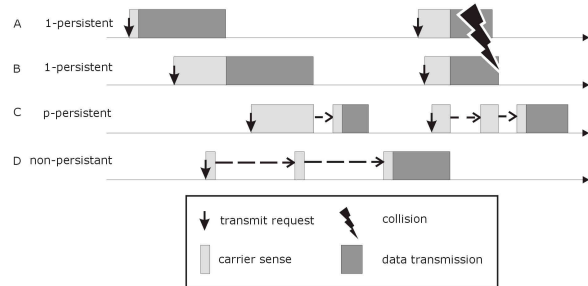 A 1-persistent
B 1-persistent
C p-persistent
D non-persistant
transmit request
collision
carrier sense
data transmission